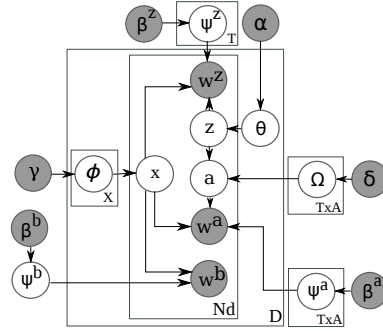 β^z ψ^z α
T
w^z
z θ
γ ϕ x a Ω δ
X TxA
β^b w^a
ψ^b w^b ψ^a β^a
Nd D TxA